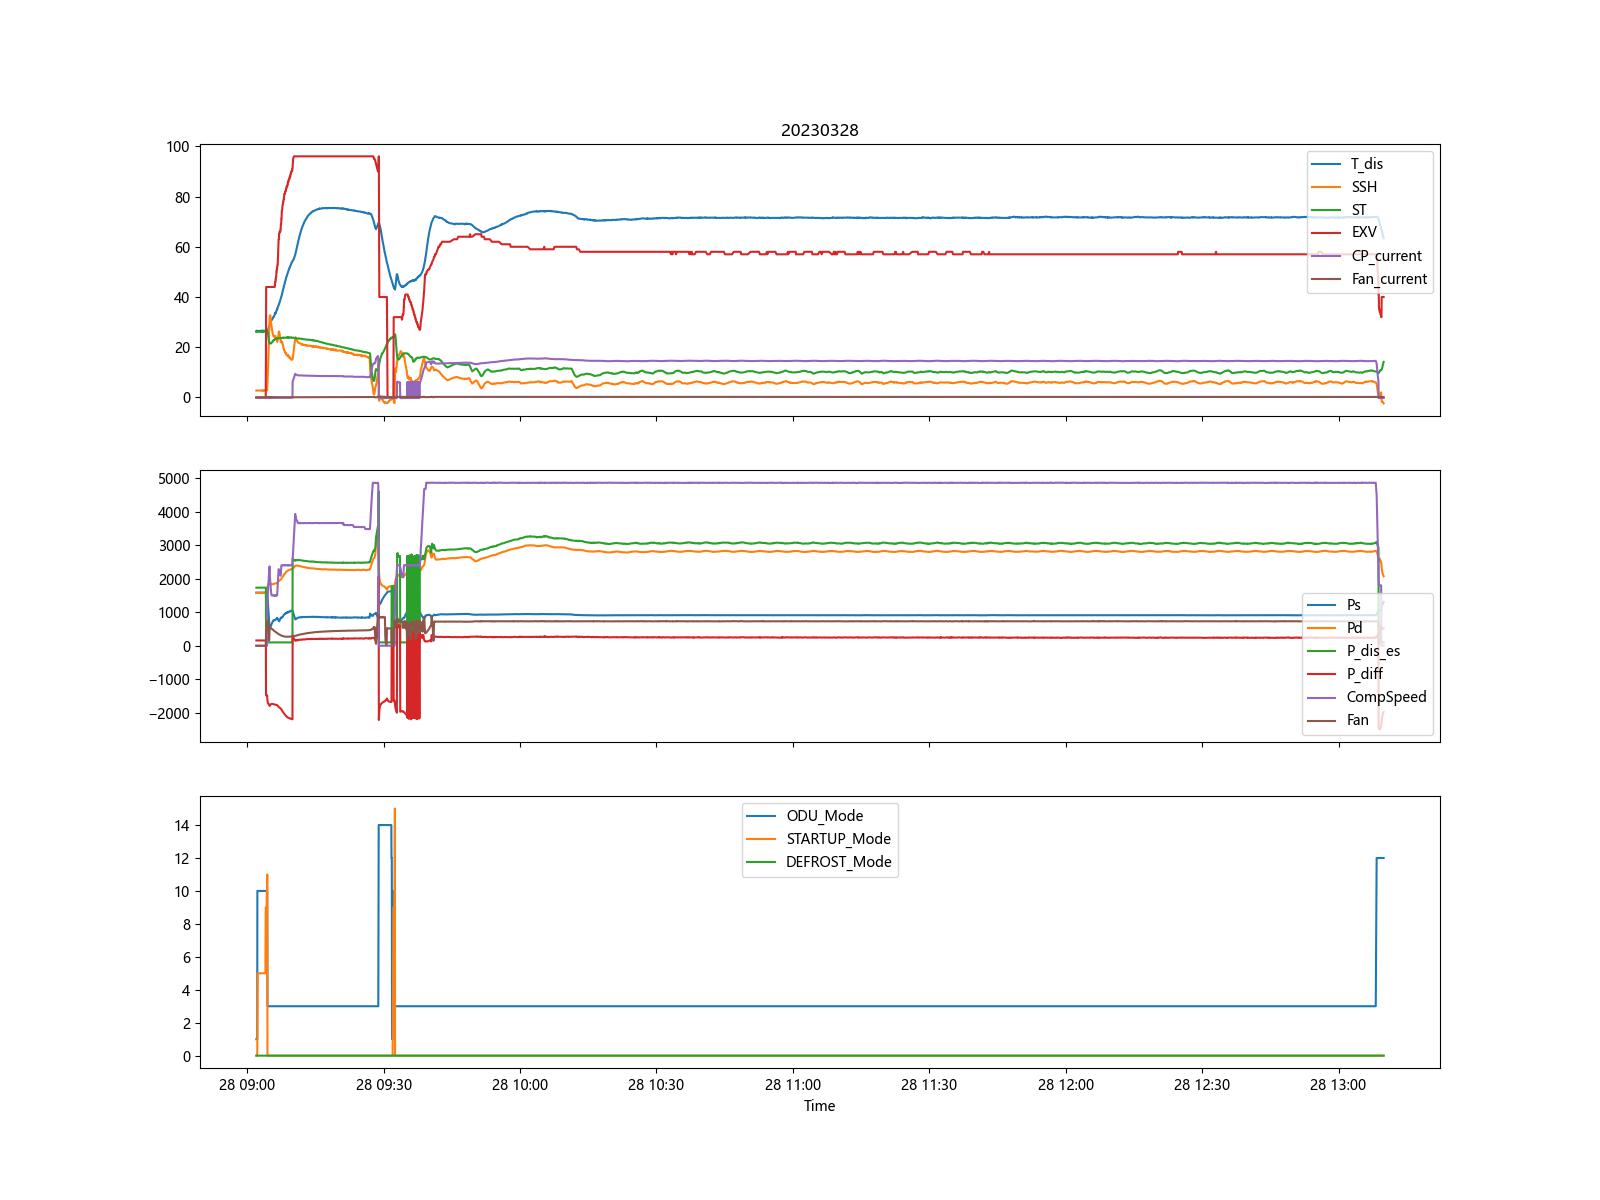 20230328
100
80
60
40
20
0
T_dis
SSH
ST
EXV
CP_current
Fan_current
5000
4000
3000
2000
1000
0
−1000
−2000
Ps
Pd
P_dis_es
P_diff
CompSpeed
Fan
14
12
10
8
6
4
2
0
ODU_Mode
STARTUP_Mode
DEFROST_Mode
28 09:00 28 09:30 28 10:00 28 10:30 28 11:00 28 11:30 28 12:00 28 12:30 28 13:00
Time